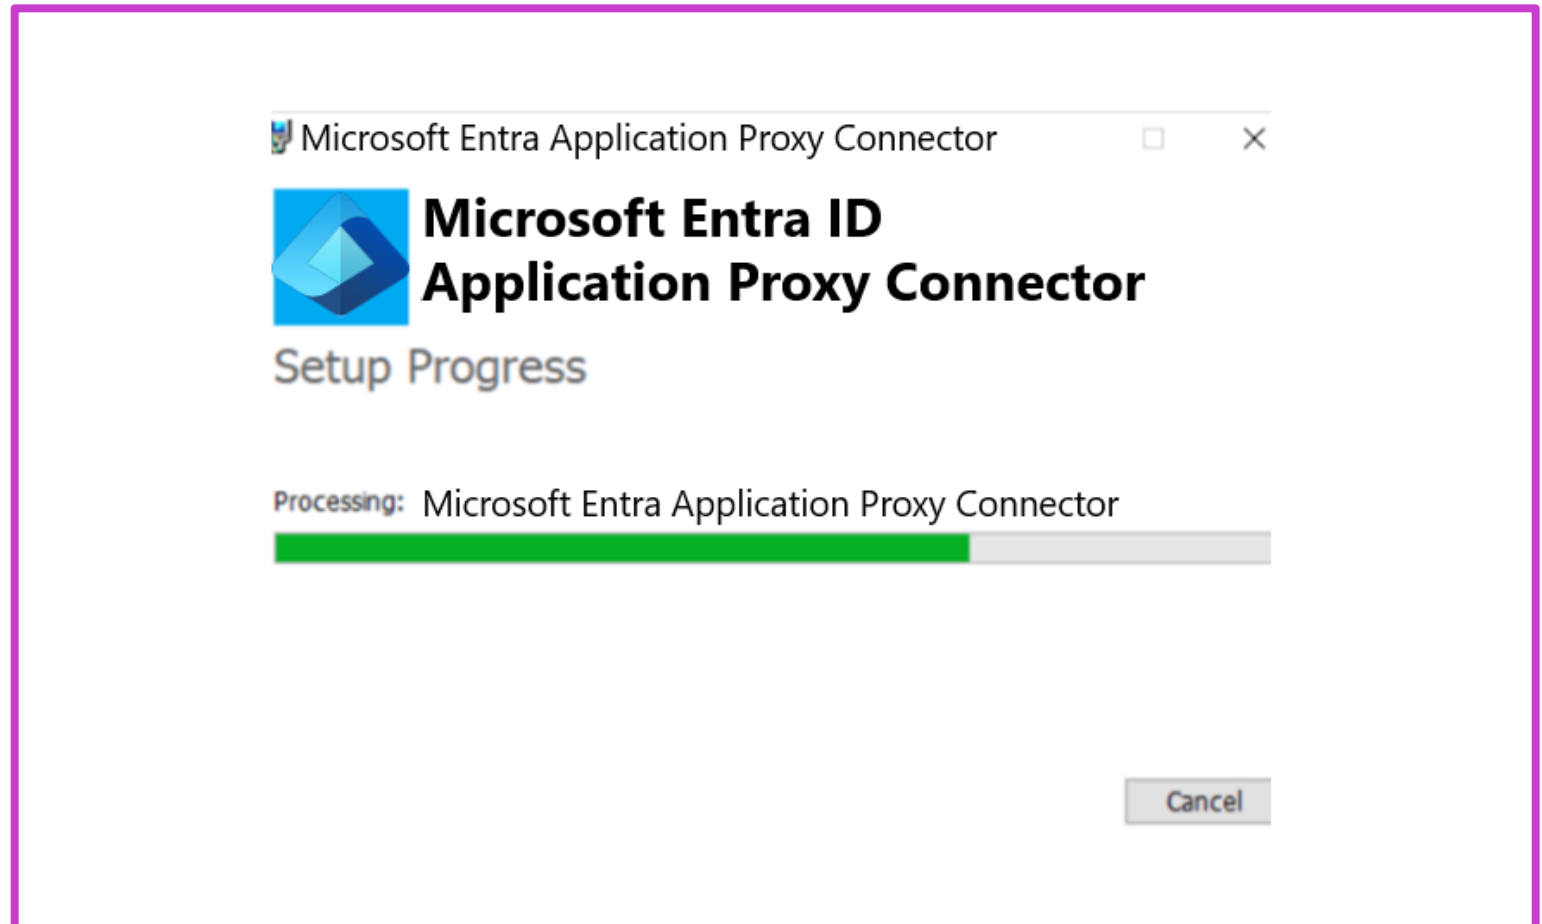 Microsoft Entra Application Proxy Connector
Microsoft Entra ID
Application Proxy Connector
Setup Progress
Processing: Microsoft Entra Application Proxy Connector
Cancel